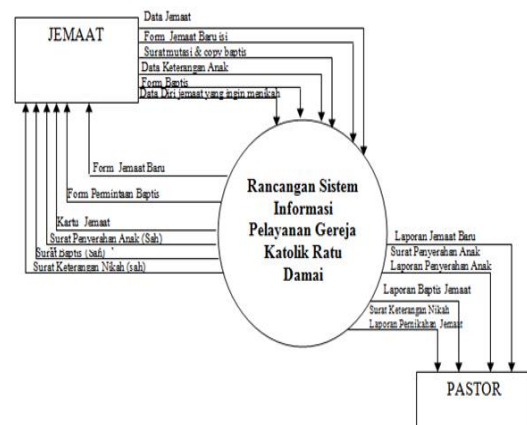 Data Jemaat
JEMAAT
Form Jemaat Baru isi
Surat mutasi & copy baptis
Data Keterangan Anak
Form Baptis
Data Diri jemaat yang ingin menikah
Form Jemaat Baru
Form Permintaan Baptis
Kartu Jemaat
Surat Penyerahan Anak (Sah)
Surat Baptis (Sah)
Surat Keterangan Nikah (sah)
Rancangan Sistem
Informasi
Pelayanan Gereja
Katolik Ratu
Damai
Laporan Jemaat Baru
Surat Penyerahan Anak
Laporan Penyerahan Anak
Laporan Baptis Jemaat
Surat Keterangan Nikah
Laporan Pernikahan Jemaat
PASTOR